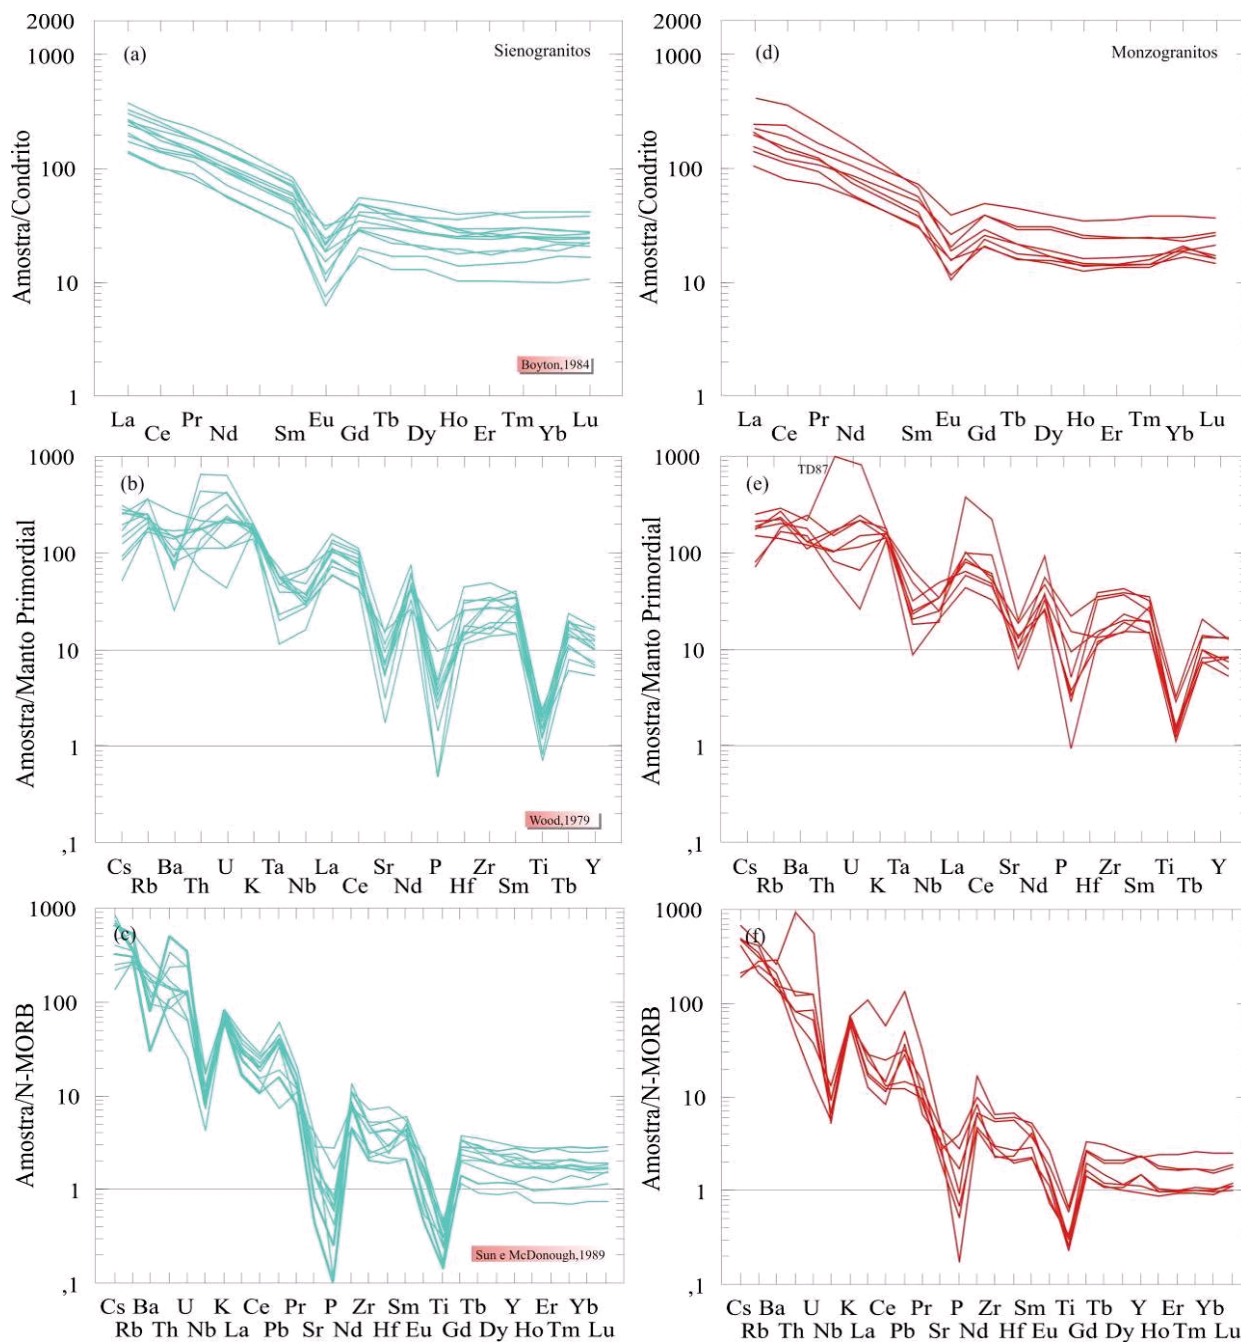 2000
1000
100
10
1
Amostra/Condrito
(a)
Sienogranitos
Boyton,1984
La Ce Pr Nd Sm Eu Gd Tb Dy Ho Er Tm Yb Lu
2000
1000
100
10
1
Amostra/Condrito
(d)
Monzogranitos
La Ce Pr Nd Sm Eu Gd Tb Dy Ho Er Tm Yb Lu
1000
100
10
1
,1
Amostra/Manto Primordial
(b)
Wood,1979
Cs Rb Ba Th U K Ta Nb La Ce Sr Nd P Hf Zr Sm Ti Tb Y
1000
100
10
1
,1
Amostra/Manto Primordial
(e)
TD87
Cs Rb Ba Th U K Ta Nb La Ce Sr Nd P Hf Zr Sm Ti Tb Y
1000
100
10
1
,1
Amostra/N-MORB
(c)
Sun e McDonough,1989
Cs Rb Ba Th U Nb K La Ce Pb Pr Sr P Nd Zr Hf Sm Eu Ti Gd Tb Dy Y Ho Er Tm Yb Lu
1000
100
10
1
,1
Amostra/N-MORB
(f)
Cs Rb Ba Th U Nb K La Ce Pb Pr Sr P Nd Zr Hf Sm Eu Ti Gd Tb Dy Y Ho Er Tm Yb Lu